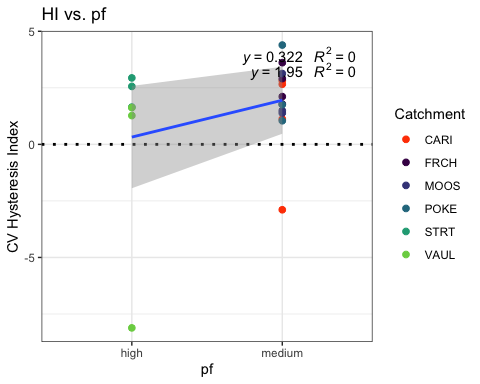 HI vs. pf
5
0
-5
CV Hysteresis Index
y = 0.322 R² = 0
y = 1.95 R² = 0
high
medium
pf
Catchment
CARI
FRCH
MOOS
POKE
STRT
VAUL